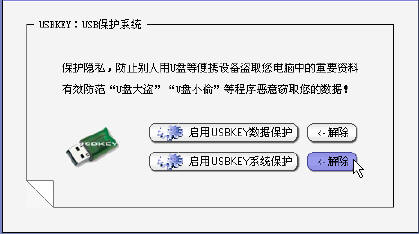 USBKEY：USB保护系统
保护隐私，防止别人用U盘等便携设备盗取您电脑中的重要资料
有效防范“U盘大盗”“U盘小偷”等程序恶意窃取您的数据！
USBKEY
启用USBKEY数据保护
<-解除
启用USBKEY系统保护
<-解除